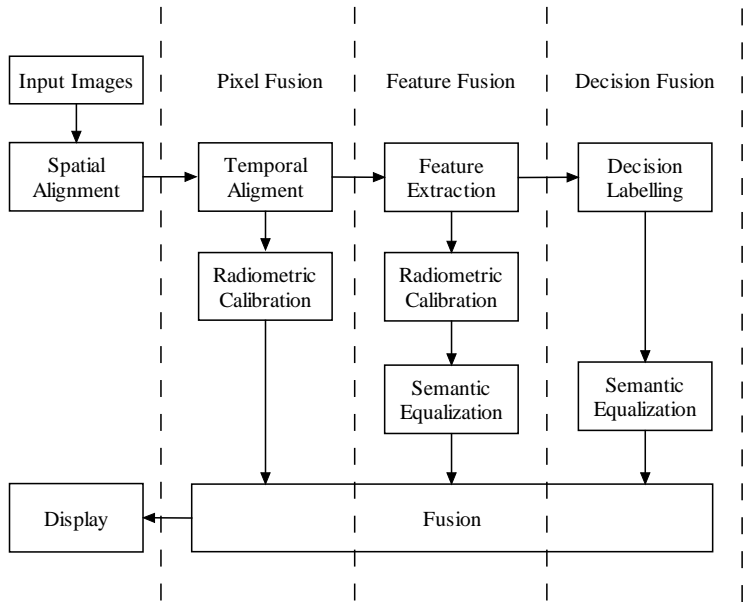 Input Images
Pixel Fusion
Feature Fusion
Decision Fusion
Spatial
Alignment
Temporal
Aligment
Feature
Extraction
Decision
Labelling
Radiometric
Calibration
Radiometric
Calibration
Semantic
Equalization
Semantic
Equalization
Display
Fusion